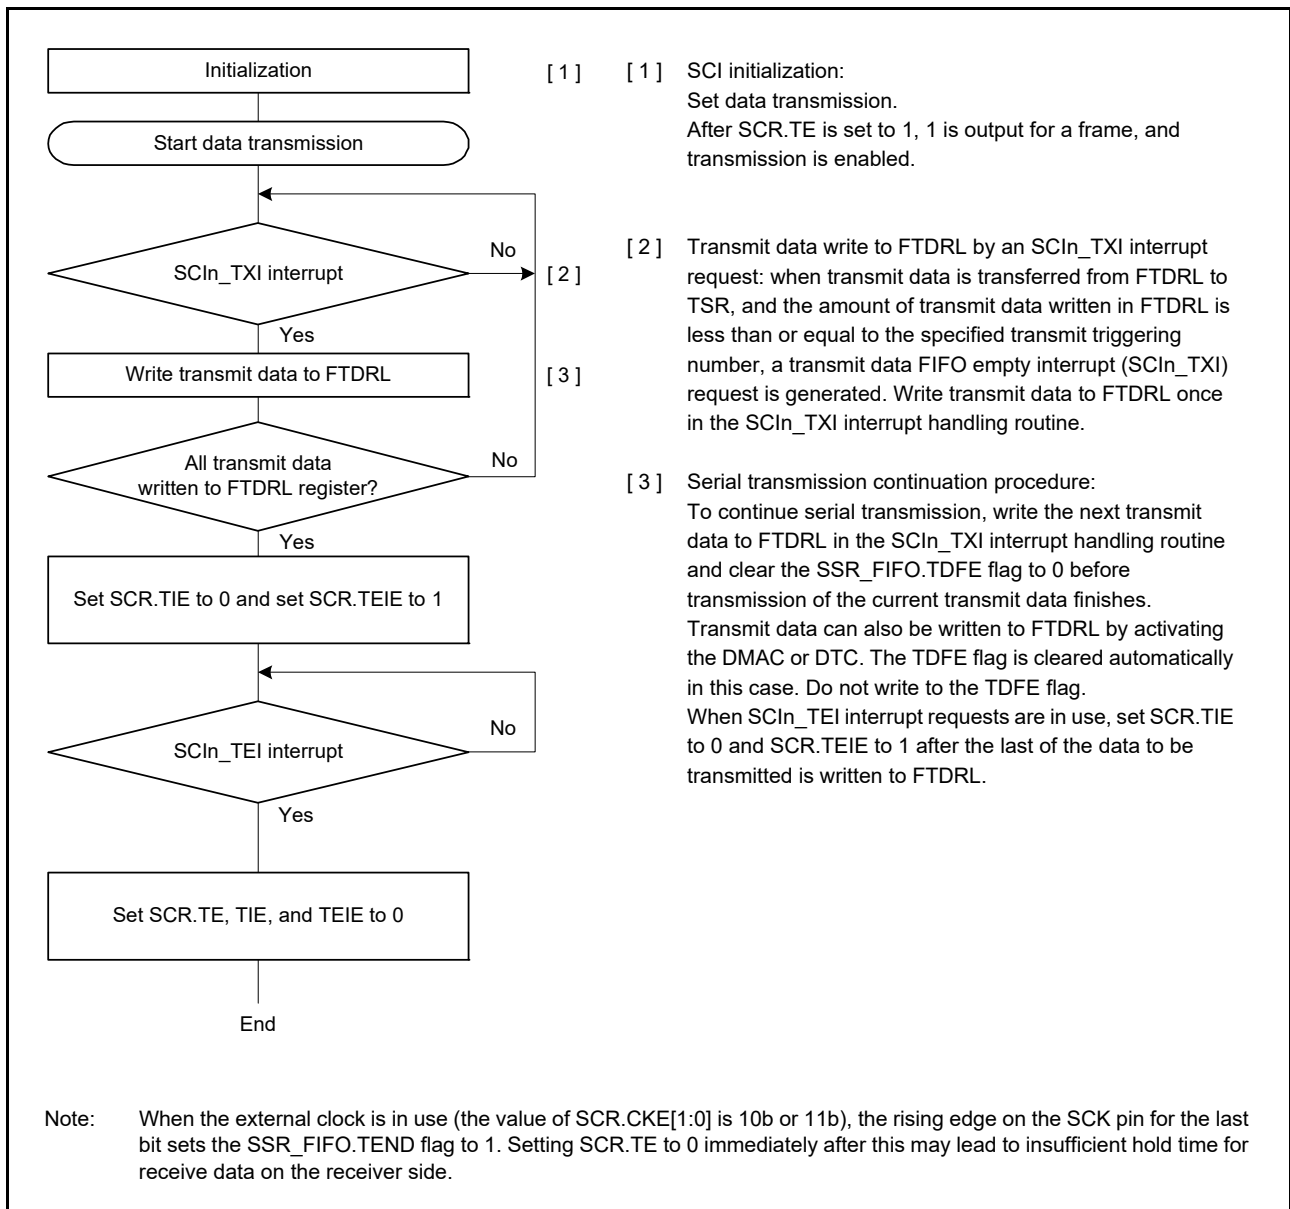 Initialization
[ 1 ]
Start data transmission
SCIn_TXI interrupt
No
[ 2 ]
Yes
Write transmit data to FTDRL
[ 3 ]
All transmit data
written to FTDRL register?
No
Yes
Set SCR.TIE to 0 and set SCR.TEIE to 1
SCIn_TEI interrupt
No
Yes
Set SCR.TE, TIE, and TEIE to 0
End
[ 1 ] SCI initialization:
Set data transmission.
After SCR.TE is set to 1, 1 is output for a frame, and
transmission is enabled.
[ 2 ] Transmit data write to FTDRL by an SCIn_TXI interrupt
request: when transmit data is transferred from FTDRL to
TSR, and the amount of transmit data written in FTDRL is
less than or equal to the specified transmit triggering
number, a transmit data FIFO empty interrupt (SCIn_TXI)
request is generated. Write transmit data to FTDRL once
in the SCIn_TXI interrupt handling routine.
[ 3 ] Serial transmission continuation procedure:
To continue serial transmission, write the next transmit
data to FTDRL in the SCIn_TXI interrupt handling routine
and clear the SSR_FIFO.TDFE flag to 0 before
transmission of the current transmit data finishes.
Transmit data can also be written to FTDRL by activating
the DMAC or DTC. The TDFE flag is cleared automatically
in this case. Do not write to the TDFE flag.
When SCIn_TEI interrupt requests are in use, set SCR.TIE
to 0 and SCR.TEIE to 1 after the last of the data to be
transmitted is written to FTDRL.
Note: When the external clock is in use (the value of SCR.CKE[1:0] is 10b or 11b), the rising edge on the SCK pin for the last
bit sets the SSR_FIFO.TEND flag to 1. Setting SCR.TE to 0 immediately after this may lead to insufficient hold time for
receive data on the receiver side.